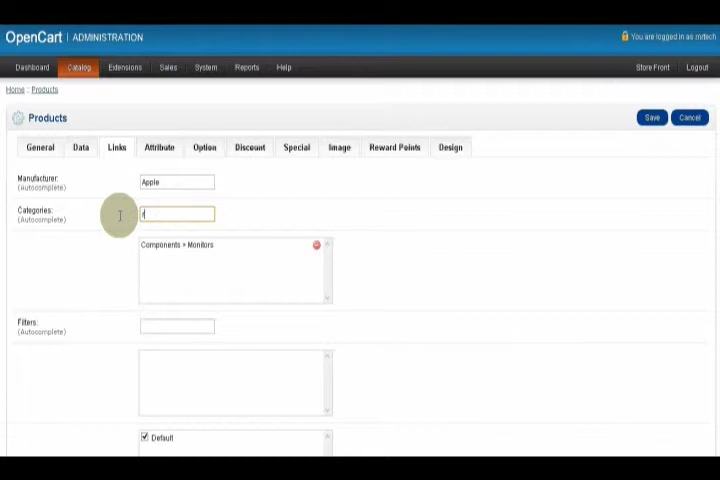 OpenCart | ADMINISTRATION
You are logged in as mrtech
Dashboard Catalog Extensions Sales System Reports Help Store Front Logout
Home :: Products
Products Save Cancel
General Data Links Attribute Option Discount Special Image Reward Points Design
Manufacturer: Apple
(Autocomplete)
Categories:
(Autocomplete)
Components > Monitors
Filters:
(Autocomplete)
Default